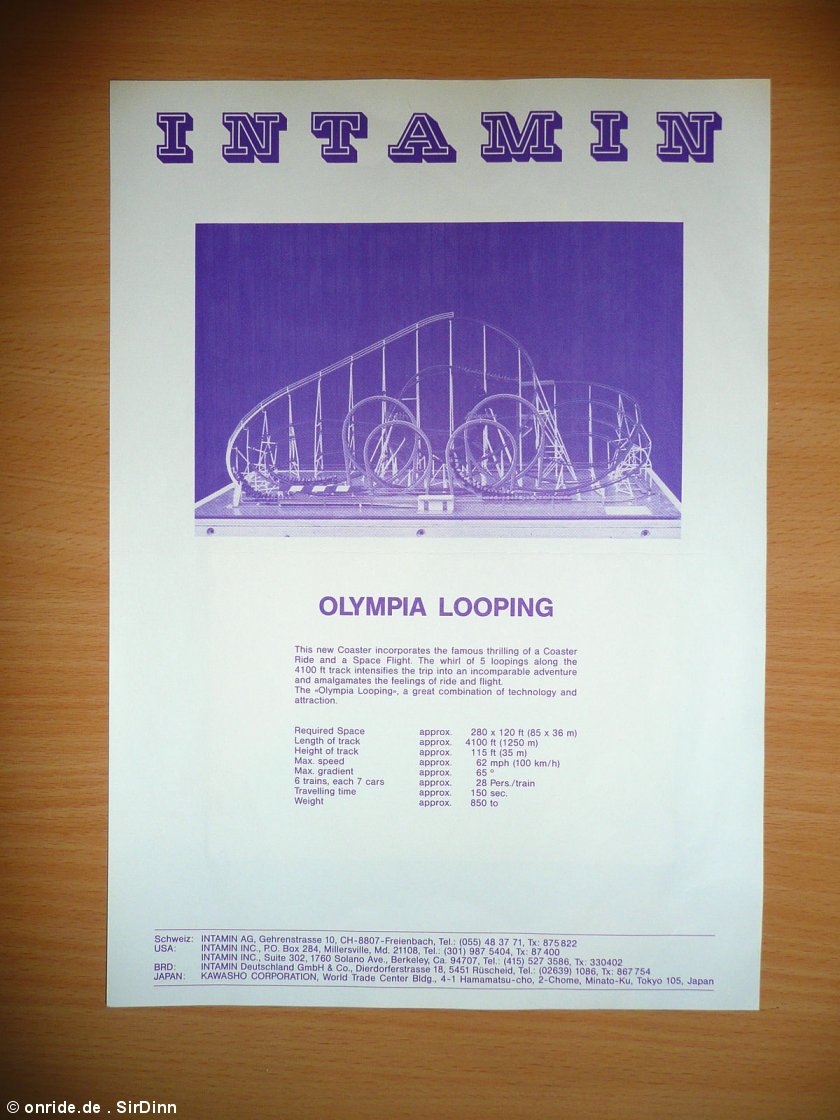 INTAMIN
OLYMPIA LOOPING
This new Coaster incorporates the famous thrilling of a Coaster
Ride and a Space Flight. The whirl of 5 loopings along the
4100 ft track intensifies the trip into an incomparable adventure
and amalgamates the feelings of ride and flight.
The «Olympia Looping», a great combination of technology and
attraction.
Required Space approx. 280 x 120 ft (85 x 36 m)
Length of track approx. 4100 ft (1250 m)
Height of track approx. 115 ft (35 m)
Max. speed approx. 62 mph (100 km/h)
Max. gradient approx. 65 º
6 trains, each 7 cars approx. 28 Pers./train
Travelling time approx. 150 sec.
Weight approx. 850 to
Schweiz: INTAMIN AG, Gehrenstrasse 10, CH-8807-Freienbach, Tel.: (055) 48 37 71, Tx: 875 822
USA: INTAMIN INC., P.O. Box 284, Millersville, Md. 21108, Tel.: (301) 987 5404, Tx: 87 400
INTAMIN INC., Suite 302, 1760 Solano Ave., Berkeley, Ca. 94707, Tel.: (415) 527 3586, Tx: 330402
BRD: INTAMIN Deutschland GmbH & Co., Dierdorferstrasse 18, 5451 Rüscheid, Tel.: (02639) 1086, Tx: 867 754
JAPAN: KAWASHO CORPORATION, World Trade Center Bldg., 4-1 Hamamatsu-cho, 2-Chome, Minato-Ku, Tokyo 105, Japan
© onride.de . SirDinn